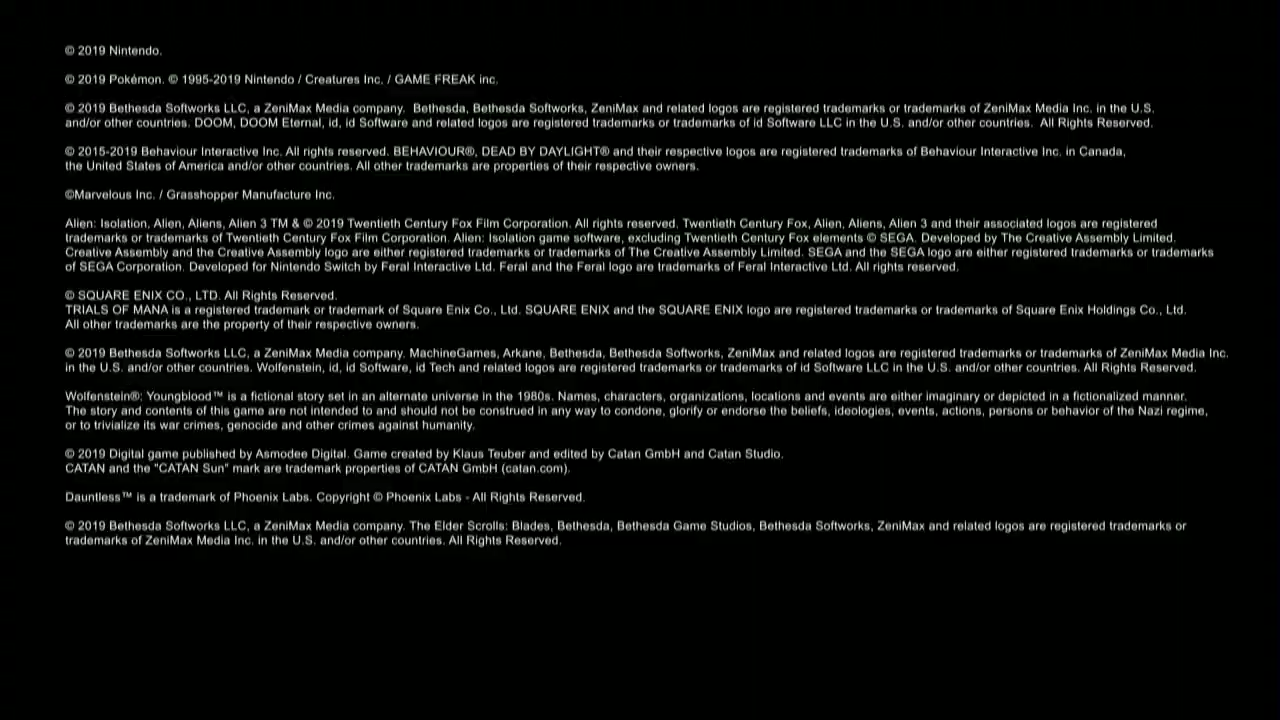 © 2019 Nintendo.
© 2019 Pokémon. © 1995-2019 Nintendo / Creatures Inc. / GAME FREAK inc.
© 2019 Bethesda Softworks LLC, a ZeniMax Media company.  Bethesda, Bethesda Softworks, ZeniMax and related logos are registered trademarks or trademarks of ZeniMax Media Inc. in the U.S.
and/or other countries. DOOM, DOOM Eternal, id, id Software and related logos are registered trademarks or trademarks of id Software LLC in the U.S. and/or other countries.  All Rights Reserved.
© 2015-2019 Behaviour Interactive Inc. All rights reserved. BEHAVIOUR®, DEAD BY DAYLIGHT® and their respective logos are registered trademarks of Behaviour Interactive Inc. in Canada,
the United States of America and/or other countries. All other trademarks are properties of their respective owners.
©Marvelous Inc. / Grasshopper Manufacture Inc.
Alien: Isolation, Alien, Aliens, Alien 3 TM & © 2019 Twentieth Century Fox Film Corporation. All rights reserved. Twentieth Century Fox, Alien, Aliens, Alien 3 and their associated logos are registered
trademarks or trademarks of Twentieth Century Fox Film Corporation. Alien: Isolation game software, excluding Twentieth Century Fox elements © SEGA. Developed by The Creative Assembly Limited.
Creative Assembly and the Creative Assembly logo are either registered trademarks or trademarks of The Creative Assembly Limited. SEGA and the SEGA logo are either registered trademarks or trademarks
of SEGA Corporation. Developed for Nintendo Switch by Feral Interactive Ltd. Feral and the Feral logo are trademarks of Feral Interactive Ltd. All rights reserved.
© SQUARE ENIX CO., LTD. All Rights Reserved.
TRIALS OF MANA is a registered trademark or trademark of Square Enix Co., Ltd. SQUARE ENIX and the SQUARE ENIX logo are registered trademarks or trademarks of Square Enix Holdings Co., Ltd.
All other trademarks are the property of their respective owners.
© 2019 Bethesda Softworks LLC, a ZeniMax Media company. MachineGames, Arkane, Bethesda, Bethesda Softworks, ZeniMax and related logos are registered trademarks or trademarks of ZeniMax Media Inc.
in the U.S. and/or other countries. Wolfenstein, id, id Software, id Tech and related logos are registered trademarks or trademarks of id Software LLC in the U.S. and/or other countries. All Rights Reserved.
Wolfenstein®: Youngblood™ is a fictional story set in an alternate universe in the 1980s. Names, characters, organizations, locations and events are either imaginary or depicted in a fictionalized manner.
The story and contents of this game are not intended to and should not be construed in any way to condone, glorify or endorse the beliefs, ideologies, events, actions, persons or behavior of the Nazi regime,
or to trivialize its war crimes, genocide and other crimes against humanity.
© 2019 Digital game published by Asmodee Digital. Game created by Klaus Teuber and edited by Catan GmbH and Catan Studio.
CATAN and the "CATAN Sun" mark are trademark properties of CATAN GmbH (catan.com).
Dauntless™ is a trademark of Phoenix Labs. Copyright © Phoenix Labs - All Rights Reserved.
© 2019 Bethesda Softworks LLC, a ZeniMax Media company. The Elder Scrolls: Blades, Bethesda, Bethesda Game Studios, Bethesda Softworks, ZeniMax and related logos are registered trademarks or
trademarks of ZeniMax Media Inc. in the U.S. and/or other countries. All Rights Reserved.